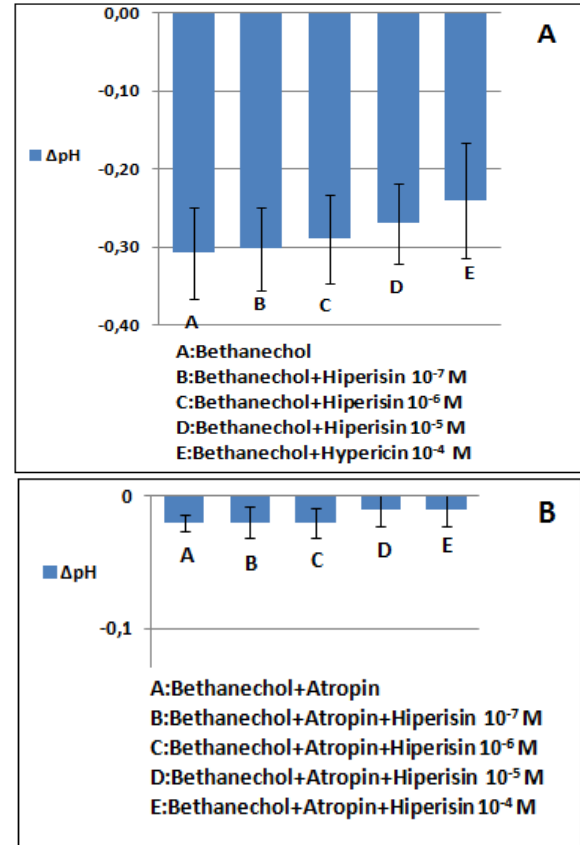 0,00
A
-0,10
ΔpH
-0,20
-0,30
-0,40
A B C D E
A:Bethanechol
B:Bethanechol+Hiperisin 10⁻⁷ M
C:Bethanechol+Hiperisin 10⁻⁶ M
D:Bethanechol+Hiperisin 10⁻⁵ M
E:Bethanechol+Hypericin 10⁻⁴ M
0
B
A B C D E
ΔpH
-0,1
A:Bethanechol+Atropin
B:Bethanechol+Atropin+Hiperisin 10⁻⁷ M
C:Bethanechol+Atropin+Hiperisin 10⁻⁶ M
D:Bethanechol+Atropin+Hiperisin 10⁻⁵ M
E:Bethanechol+Atropin+Hiperisin 10⁻⁴ M